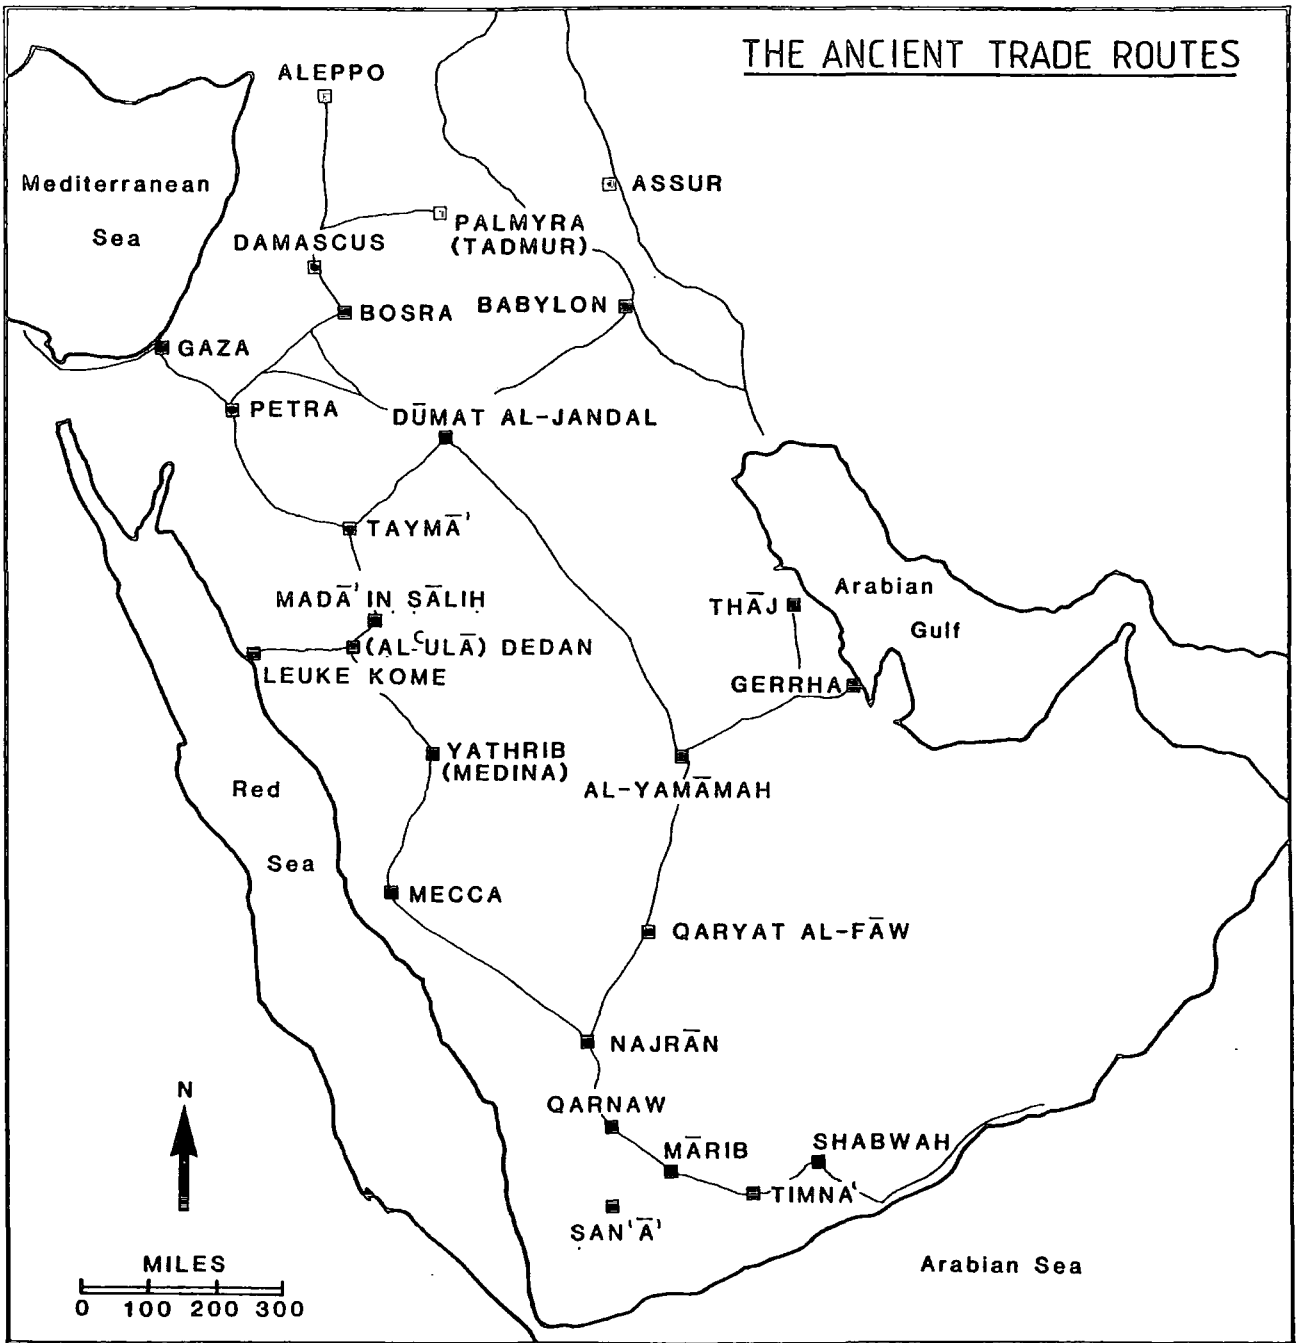 THE ANCIENT TRADE ROUTES
ALEPPO
Mediterranean
Sea
ASSUR
PALMYRA
(TADMUR)
DAMASCUS
BOSRA
BABYLON
GAZA
PETRA
DŪMAT AL-JANDAL
TAYMĀ'
MADĀ'IN ṢĀLIḤ
(AL-ᶜULĀ) DEDAN
LEUKE KOME
THĀJ
Arabian
Gulf
GERRHA
YATHRIB
(MEDINA)
AL-YAMĀMAH
Red
Sea
MECCA
QARYAT AL-FĀW
NAJRĀN
N
QARNAW
MĀRIB
SHABWAH
TIMNA'
ṢAN'Ā'
Arabian Sea
MILES
0 100 200 300